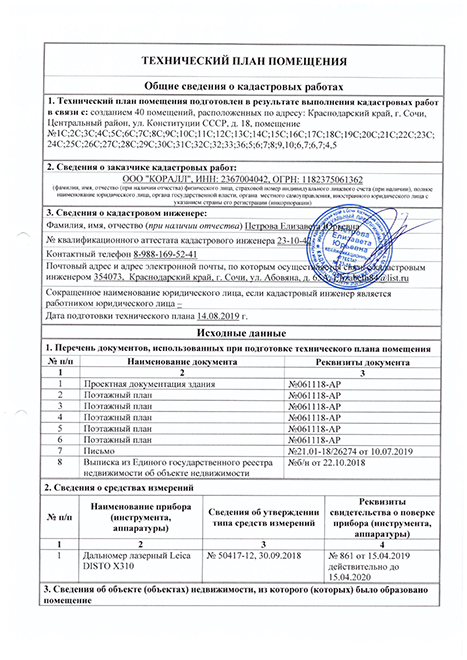 ТЕХНИЧЕСКИЙ ПЛАН ПОМЕЩЕНИЯ
Общие сведения о кадастровых работах
1. Технический план помещения подготовлен в результате выполнения кадастровых работ
в связи с: созданием 40 помещений, расположенных по адресу: Краснодарский край, г. Сочи,
Центральный район, ул. Конституции СССР, д. 18, помещение
№1С;2С;3С;4С;5С;6С;7С;8С;9С;10С;11С;12С;13С;14С;15С;16С;17С;18С;19С;20С;21С;22С;23С;
24С;25С;26С;27С;28С;29С;30С;31С;32С;32;33;36;5;6;7;8;9,10;6,7,6,7;4,5
2. Сведения о заказчике кадастровых работ:
ООО "КОРАЛЛ", ИНН: 2367004042, ОГРН: 1182375061362
(фамилия, имя, отчество (при наличии отчества) физического лица, страховой номер индивидуального лицевого счета (при наличии), полное
наименование юридического лица, органа государственной власти, органа местного самоуправления, иностранного юридического лица с
указанием страны его регистрации (инкорпорации))
3. Сведения о кадастровом инженере:
Фамилия, имя, отчество (при наличии отчества) Петрова Елизавета Юрьевна
№ квалификационного аттестата кадастрового инженера 23-10-
Контактный телефон 8-988-169-52-41
Почтовый адрес и адрес электронной почты, по которым осуществляется связь с кадастровым
инженером 354073, Краснодарский край, г. Сочи, ул. Абовяна, д.
Сокращенное наименование юридического лица, если кадастровый инженер является
работником юридического лица –
Дата подготовки технического плана 14.08.2019 г.
Петрова
Елизавета
Юрьевна
Исходные данные
1. Перечень документов, использованных при подготовке технического плана помещения
№ п/п Наименование документа Реквизиты документа
1 2 3
1 Проектная документация здания №061118-АР
2 Поэтажный план №061118-АР
3 Поэтажный план №061118-АР
4 Поэтажный план №061118-АР
5 Поэтажный план №061118-АР
6 Поэтажный план №061118-АР
7 Письмо №21.01-18/26274 от 10.07.2019
8 Выписка из Единого государственного реестра №б/н от 22.10.2018
недвижимости об объекте недвижимости
2. Сведения о средствах измерений
№ п/п Наименование прибора (инструмента, аппаратуры) Сведения об утверждении типа средств измерений Реквизиты свидетельства о поверке прибора (инструмента, аппаратуры)
1 2 3 4
1 Дальномер лазерный Leica № 50417-12, 30.09.2018 № 861 от 15.04.2019
DISTO X310 действительно до
15.04.2020
3. Сведения об объекте (объектах) недвижимости, из которого (которых) было образовано
помещение